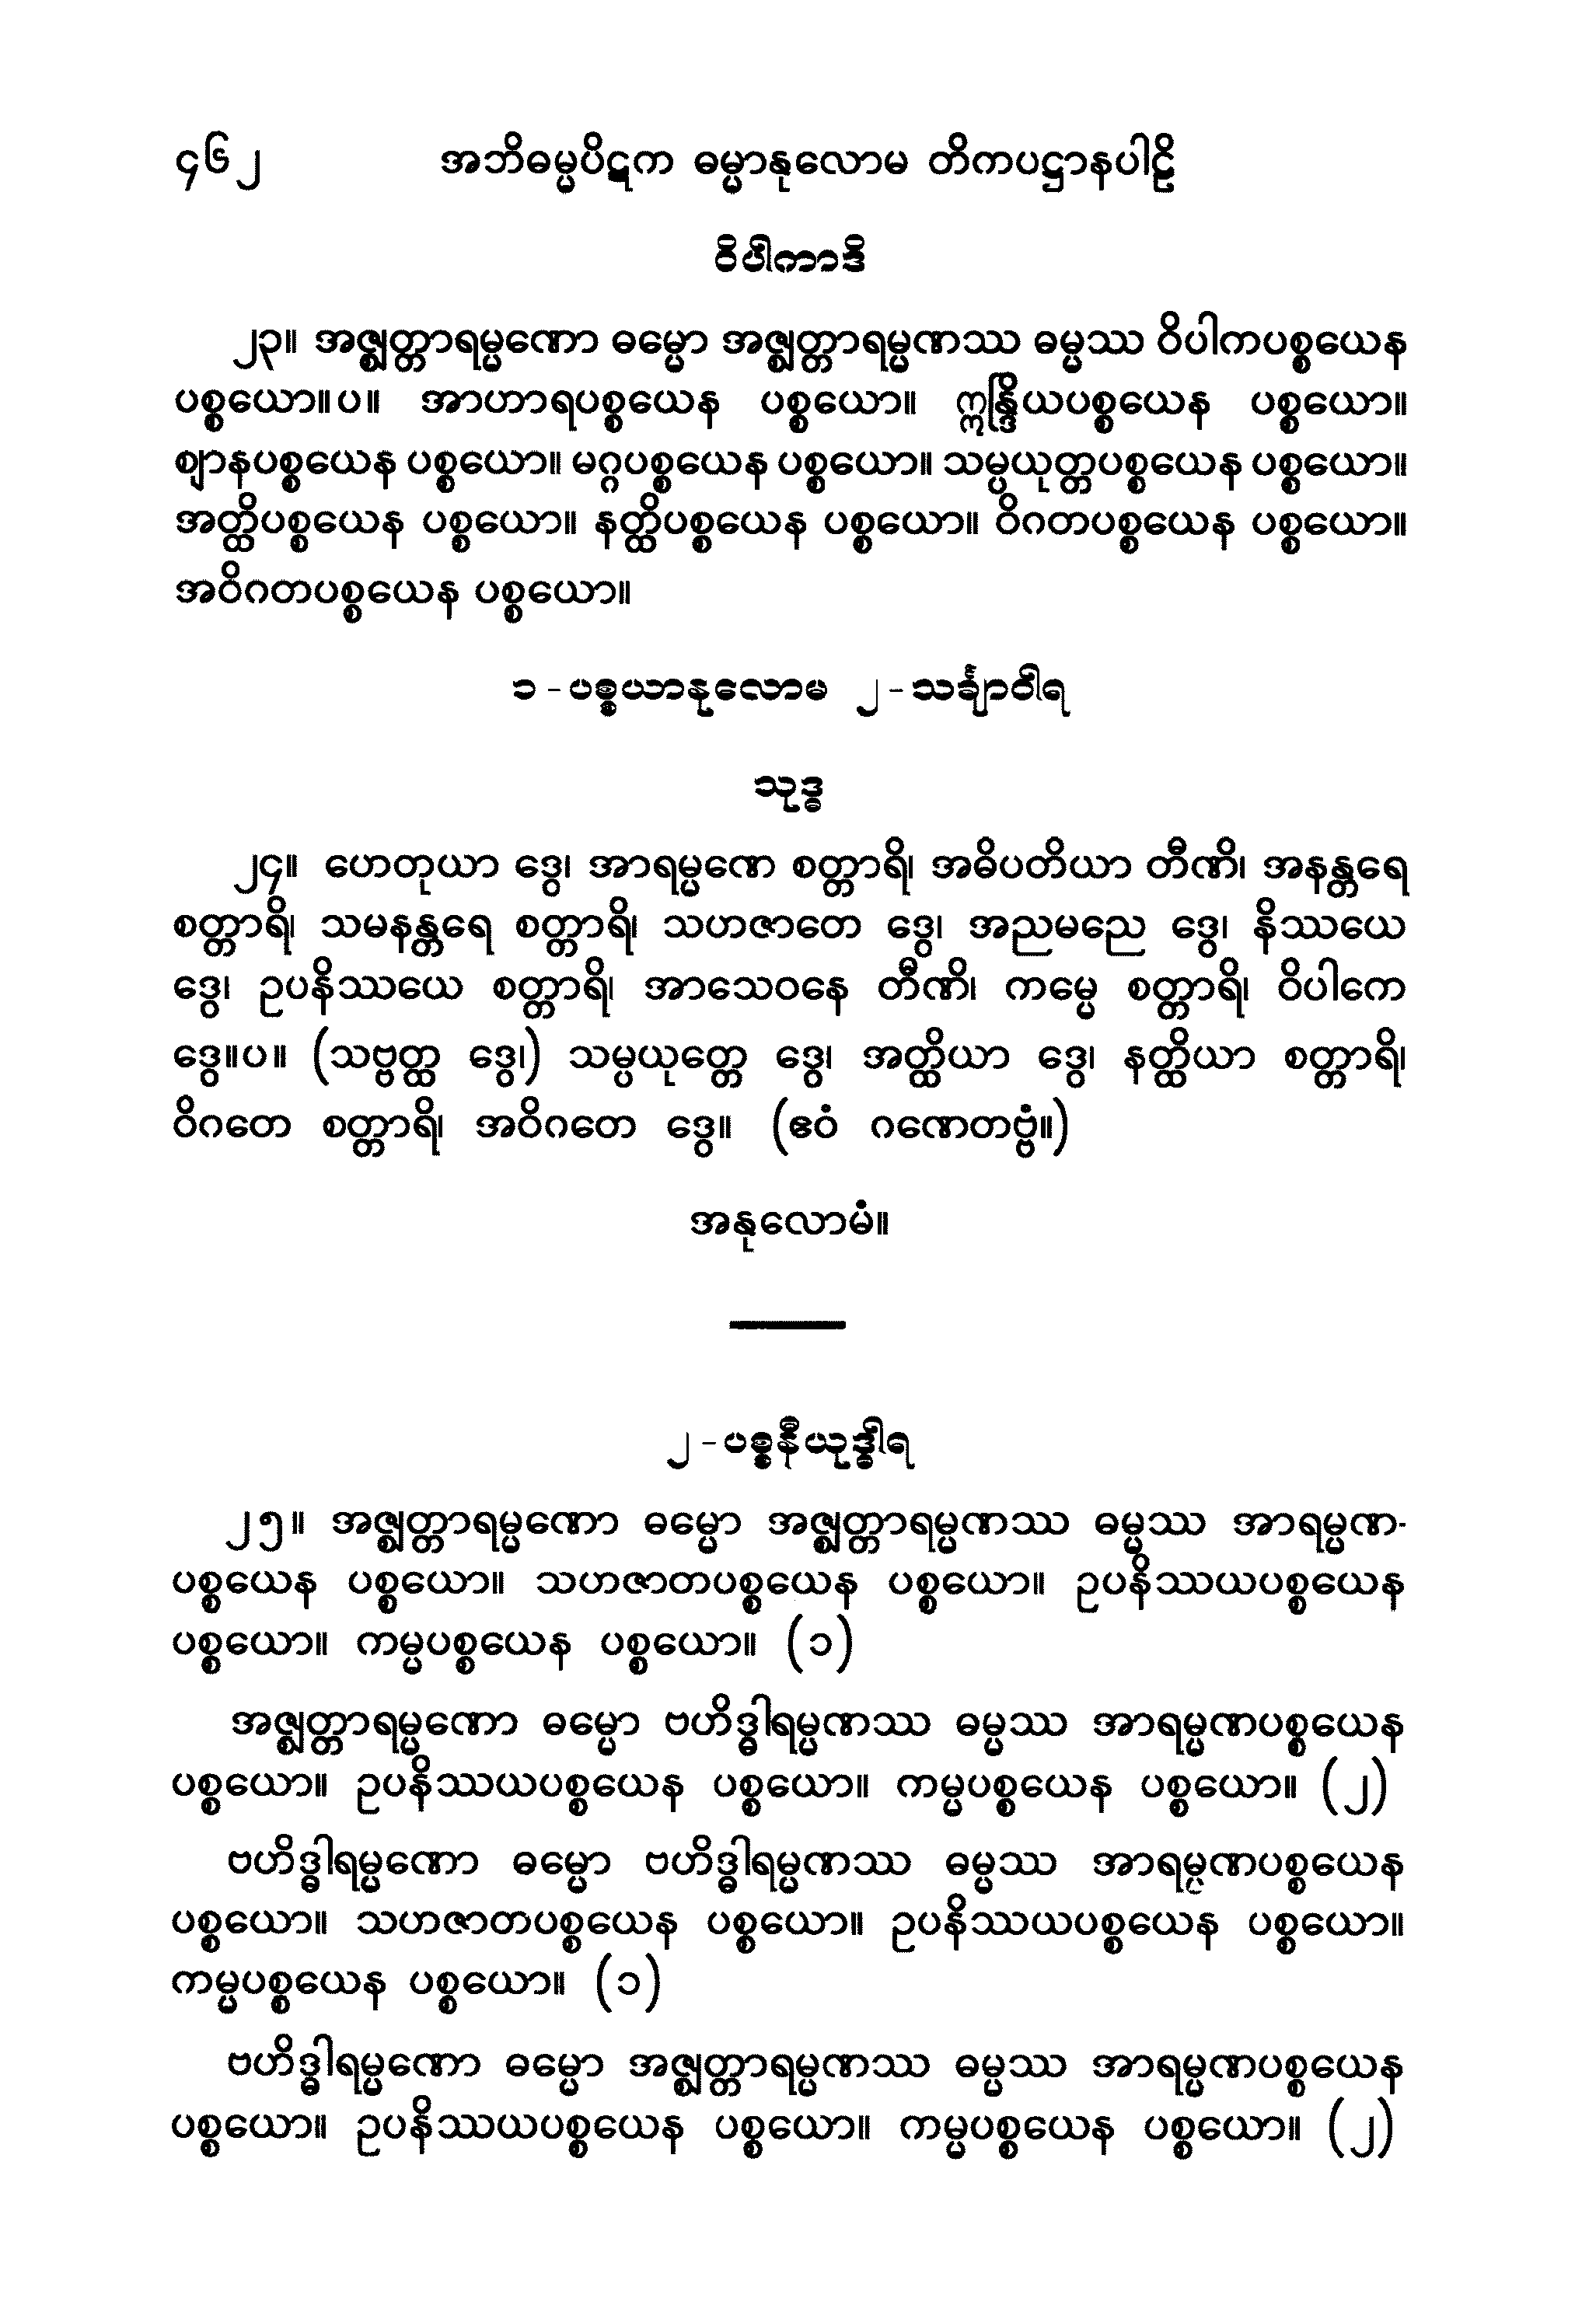 ၄၆၂ အဘိဓမ္မပိဋက ဓမ္မာနုလောမ တိကပဋ္ဌာနပါဠိ
ဝိပါကာဒိ
၂၃။ အဇ္ဈတ္တာရမ္မဏော ဓမ္မော အဇ္ဈတ္တာရမ္မဏဿ ဓမ္မဿ ဝိပါကပစ္စယေန
ပစ္စယော။ပ။ အာဟာရပစ္စယေန ပစ္စယော။ ဣန္ဒြိယပစ္စယေန ပစ္စယော။
ဈာနပစ္စယေန ပစ္စယော။ မဂ္ဂပစ္စယေန ပစ္စယော။ သမ္ပယုတ္တပစ္စယေန ပစ္စယော။
အတ္ထိပစ္စယေန ပစ္စယော။ နတ္ထိပစ္စယေန ပစ္စယော။ ဝိဂတပစ္စယေန ပစ္စယော။
အဝိဂတပစ္စယေန ပစ္စယော။
၁-ပစ္စယာနုလောမ ၂-သင်္ချာဝါရ
သုဒ္ဓ
၂၄။ ဟေတုယာ ဒွေ၊ အာရမ္မဏေ စတ္တာရိ၊ အဓိပတိယာ တီဏိ၊ အနန္တရေ
စတ္တာရိ၊ သမနန္တရေ စတ္တာရိ၊ သဟဇာတေ ဒွေ၊ အညမညေ ဒွေ၊ နိဿယေ
ဒွေ၊ ဥပနိဿယေ စတ္တာရိ၊ အာသေဝနေ တီဏိ၊ ကမ္မေ စတ္တာရိ၊ ဝိပါကေ
ဒွေ။ပ။ (သဗ္ဗတ္ထ ဒွေ၊) သမ္ပယုတ္တေ ဒွေ၊ အတ္ထိယာ ဒွေ၊ နတ္ထိယာ စတ္တာရိ၊
ဝိဂတေ စတ္တာရိ၊ အဝိဂတေ ဒွေ။ (ဧဝံ ဂဏေတဗ္ဗံ။)
အနုလောမံ။
၂-ပစ္စနီယုဒ္ဓါရ
၂၅။ အဇ္ဈတ္တာရမ္မဏော ဓမ္မော အဇ္ဈတ္တာရမ္မဏဿ ဓမ္မဿ အာရမ္မဏ-
ပစ္စယေန ပစ္စယော။ သဟဇာတပစ္စယေန ပစ္စယော။ ဥပနိဿယပစ္စယေန
ပစ္စယော။ ကမ္မပစ္စယေန ပစ္စယော။ (၁)
အဇ္ဈတ္တာရမ္မဏော ဓမ္မော ဗဟိဒ္ဓါရမ္မဏဿ ဓမ္မဿ အာရမ္မဏပစ္စယေန
ပစ္စယော။ ဥပနိဿယပစ္စယေန ပစ္စယော။ ကမ္မပစ္စယေန ပစ္စယော။ (၂)
ဗဟိဒ္ဓါရမ္မဏော ဓမ္မော ဗဟိဒ္ဓါရမ္မဏဿ ဓမ္မဿ အာရမ္မဏပစ္စယေန
ပစ္စယော။ သဟဇာတပစ္စယေန ပစ္စယော။ ဥပနိဿယပစ္စယေန ပစ္စယော။
ကမ္မပစ္စယေန ပစ္စယော။ (၁)
ဗဟိဒ္ဓါရမ္မဏော ဓမ္မော အဇ္ဈတ္တာရမ္မဏဿ ဓမ္မဿ အာရမ္မဏပစ္စယေန
ပစ္စယော။ ဥပနိဿယပစ္စယေန ပစ္စယော။ ကမ္မပစ္စယေန ပစ္စယော။ (၂)